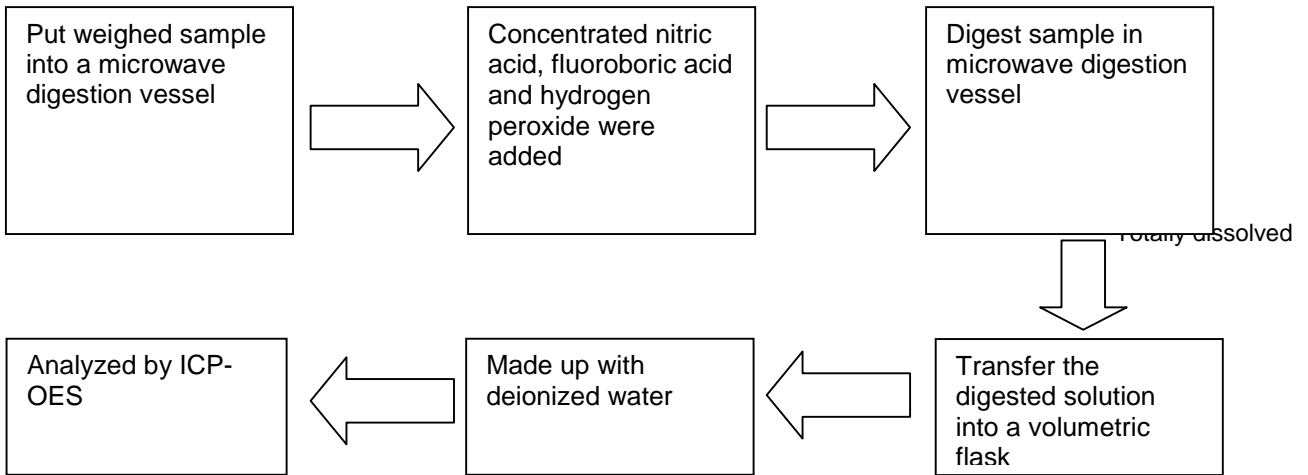 Put weighed sample
into a microwave
digestion vessel
Concentrated nitric
acid, fluoroboric acid
and hydrogen
peroxide were
added
Digest sample in
microwave digestion
vessel
Totally dissolved
Transfer the
digested solution
into a volumetric
flask
Made up with
deionized water
Analyzed by ICP-
OES